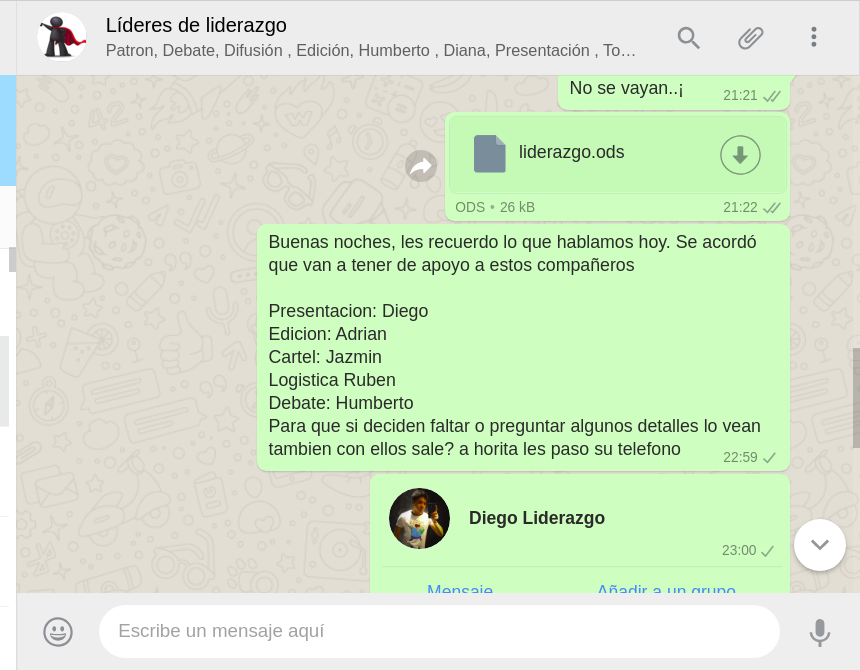 Líderes de liderazgo
Patron, Debate, Difusión , Edición, Humberto , Diana, Presentación , To…
No se vayan..¡
21:21
liderazgo.ods
ODS • 26 kB
21:22
Buenas noches, les recuerdo lo que hablamos hoy. Se acordó
que van a tener de apoyo a estos compañeros
Presentacion: Diego
Edicion: Adrian
Cartel: Jazmin
Logistica Ruben
Debate: Humberto
Para que si deciden faltar o preguntar algunos detalles lo vean
tambien con ellos sale? a horita les paso su telefono
22:59
Diego Liderazgo
23:00
Mensaje Añadir a un grupo
Escribe un mensaje aquí